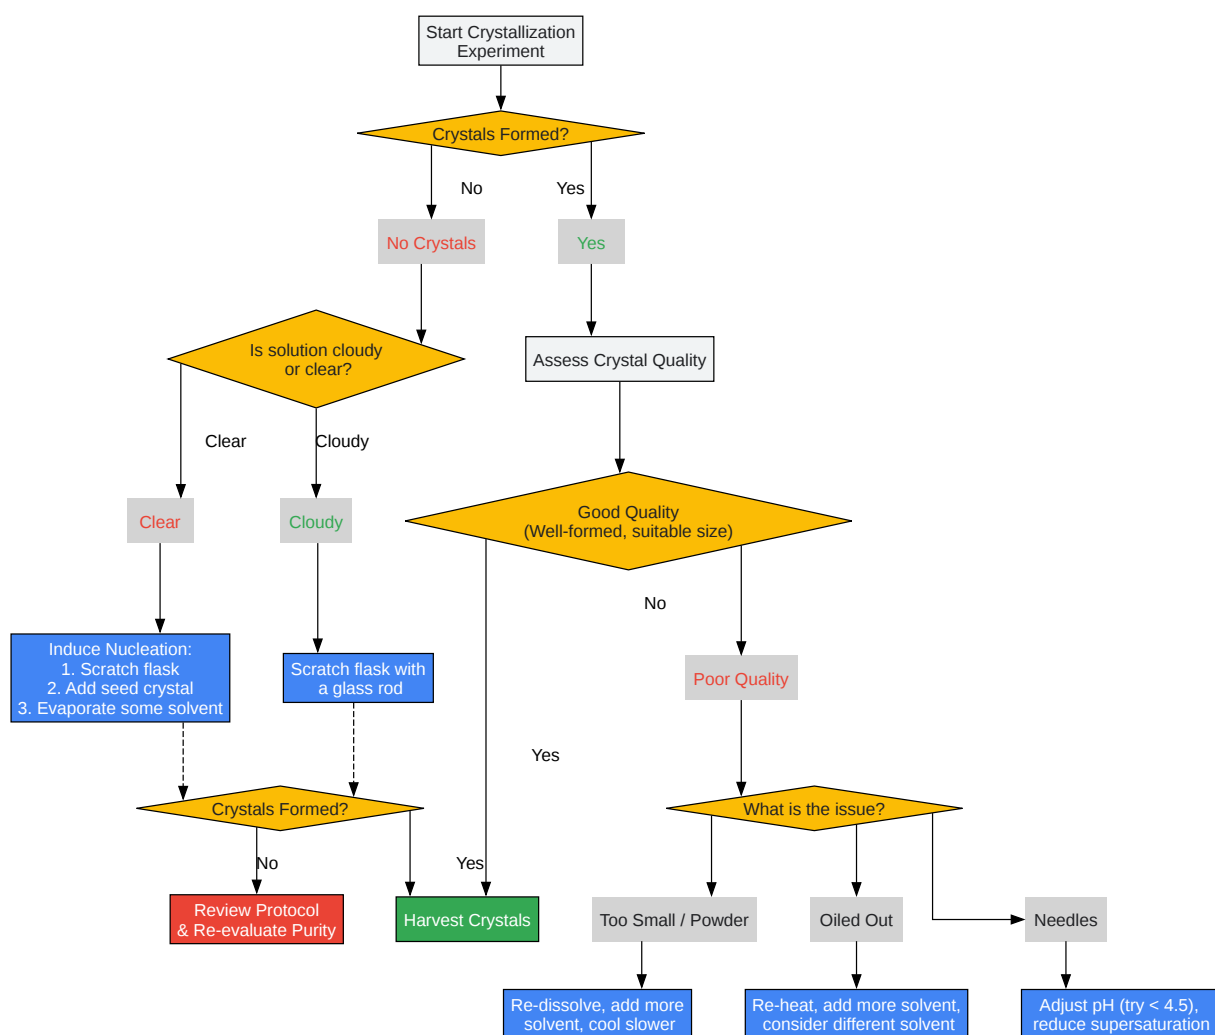 Start Crystallization
Experiment
Crystals Formed?
No
Yes
No Crystals
Yes
Is solution cloudy
or clear?
Assess Crystal Quality
Clear
Cloudy
Clear
Cloudy
Good Quality
(Well-formed, suitable size)
No
Induce Nucleation:
1. Scratch flask
2. Add seed crystal
3. Evaporate some solvent
Scratch flask with
a glass rod
Poor Quality
Yes
Crystals Formed?
What is the issue?
No
Yes
Review Protocol
& Re-evaluate Purity
Harvest Crystals
Too Small / Powder
Oiled Out
Needles
Re-dissolve, add more
solvent, cool slower
Re-heat, add more solvent,
consider different solvent
Adjust pH (try < 4.5),
reduce supersaturation